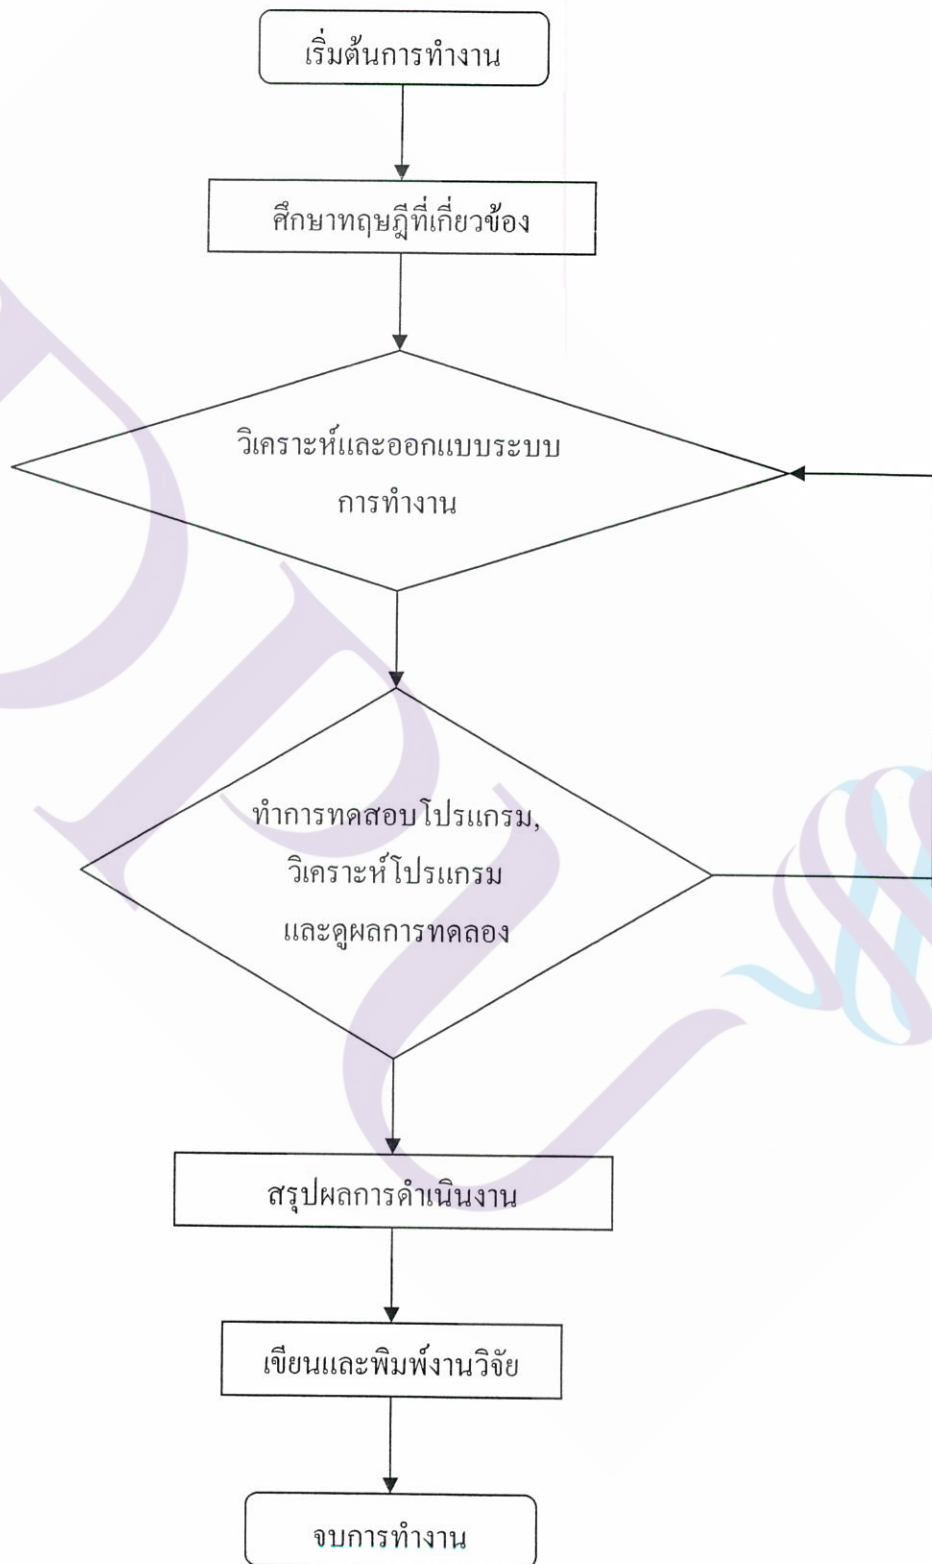 เริ่มต้นการทำงาน
ศึกษาทฤษฎีที่เกี่ยวข้อง
วิเคราะห์และออกแบบระบบ
การทำงาน
ทำการทดสอบโปรแกรม,
วิเคราะห์โปรแกรม
และดูผลการทดลอง
สรุปผลการดำเนินงาน
เขียนและพิมพ์งานวิจัย
จบการทำงาน
DPU